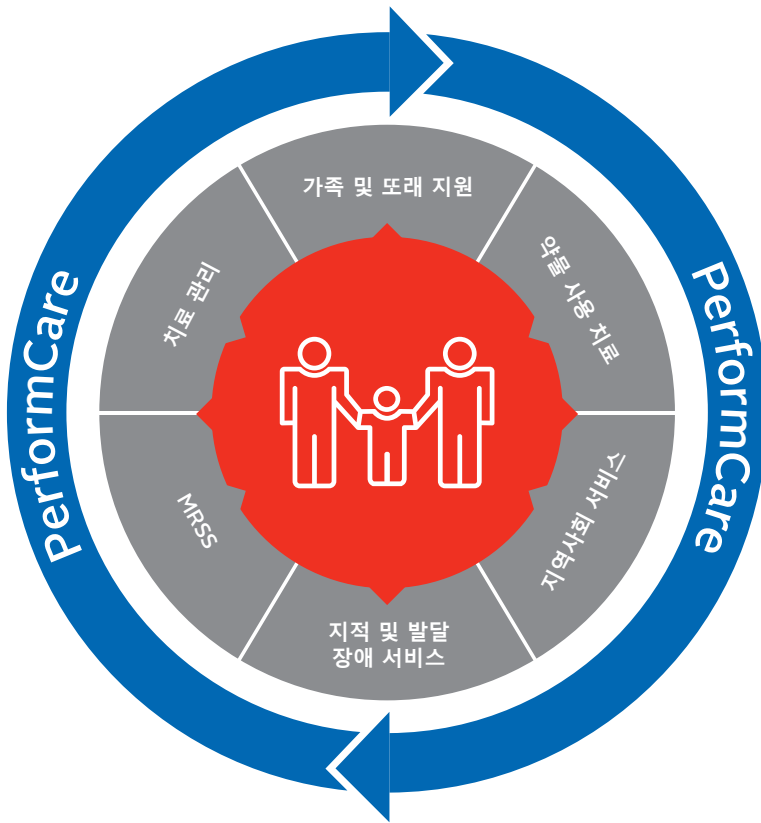 가족 및 또래 지원
약물 사용 치료
지역사회 서비스
지적 및 발달
장애 서비스
MRSS
치료 관리
PerformCare
PerformCare